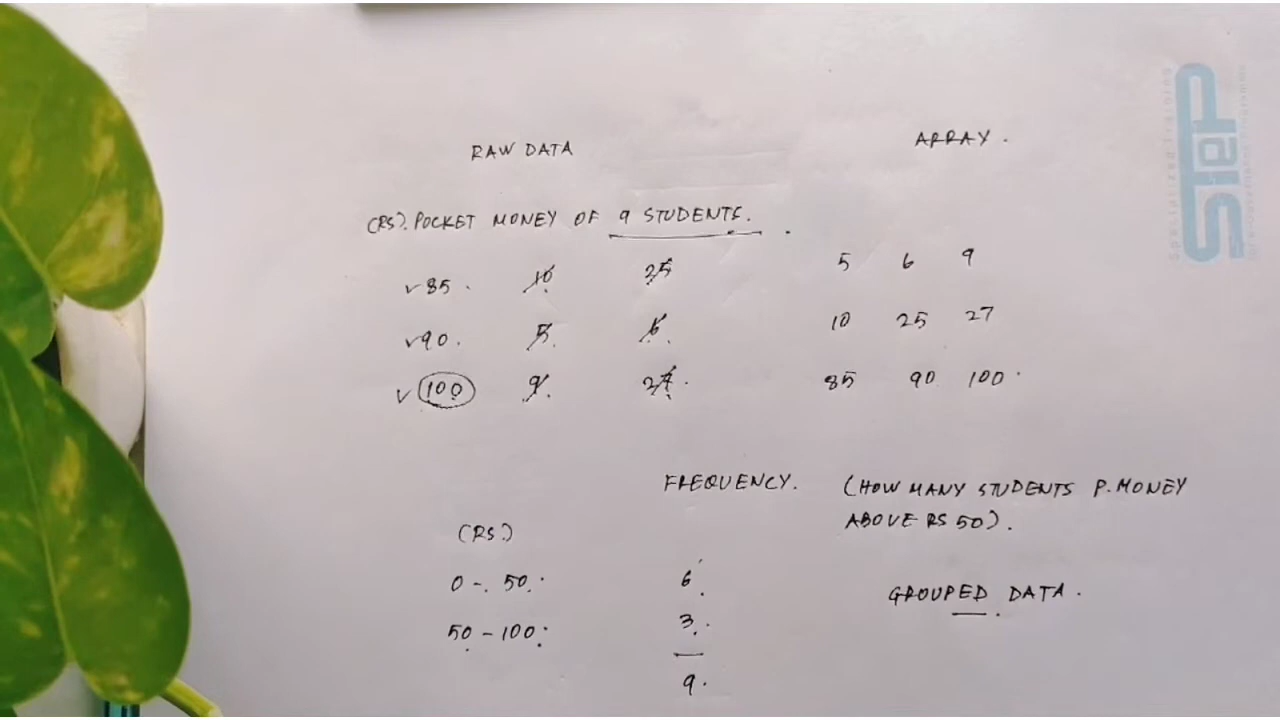 RAW DATA
ARRAY.
(RS). POCKET MONEY OF 9 STUDENTS.
85. 10 25
90. 5 6.
100 9. 27.
5 6 9
10 25 27
85 90 100.
FREQUENCY. (HOW MANY STUDENTS P. MONEY
ABOVE RS 50).
(RS.)
0 - 50. 6.
50 - 100. 3.
9.
GROUPED DATA.
STeP